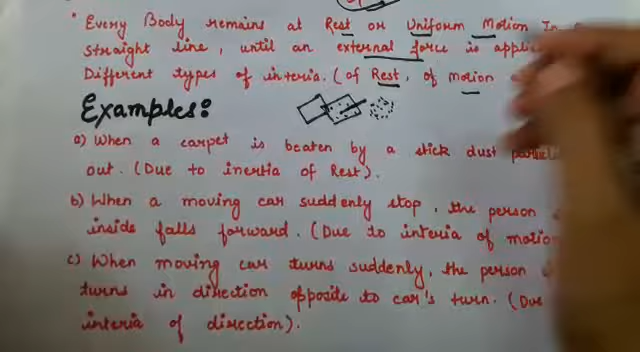 Every Body remains at Rest or Uniform Motion In
straight line, until an external force is
Different types of interia. (of Rest, of motion
Examples:
a) When a carpet is beaten by a stick dust
out. (Due to inertia of Rest).
b) When a moving car suddenly stop, the person
inside falls forward. (Due to interia of motion
c) When moving car turns suddenly, the person
turns in direction opposite to car's turn. (Due
interia of direction).